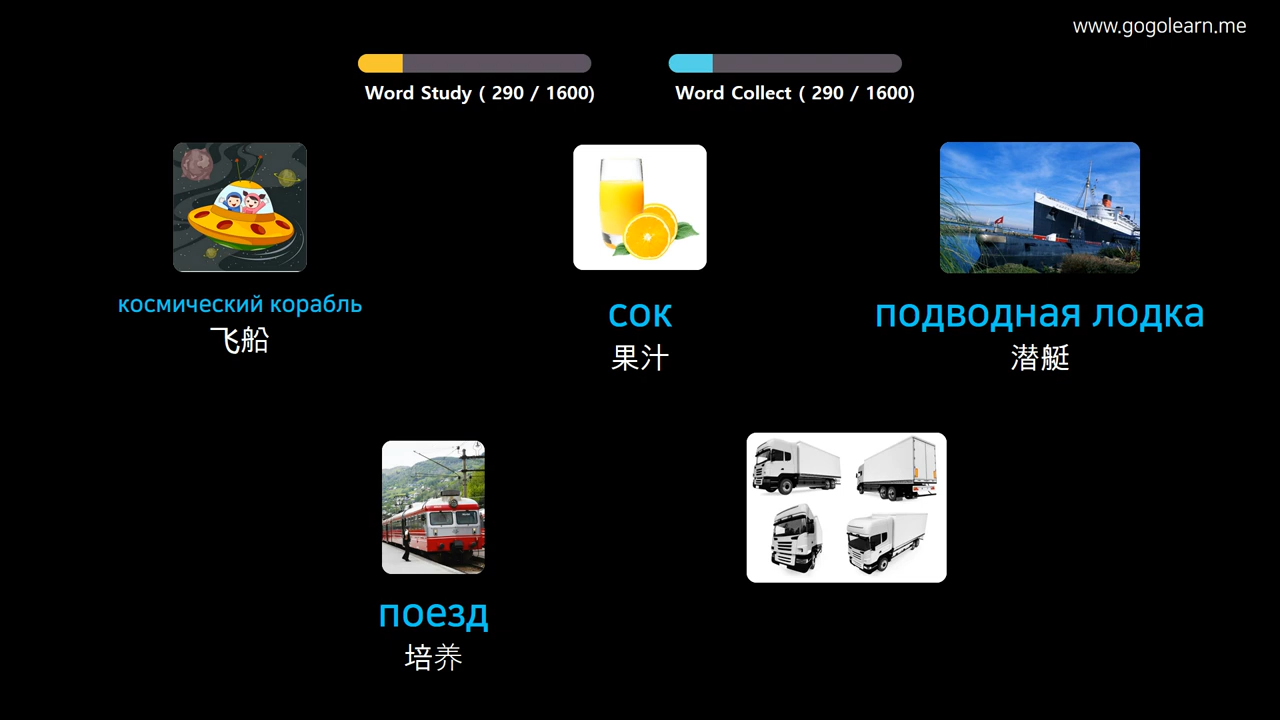 www.gogolearn.me
Word Study ( 290 / 1600)
Word Collect ( 290 / 1600)
космический корабль
飞船
сок
果汁
подводная лодка
潜艇
поезд
培养